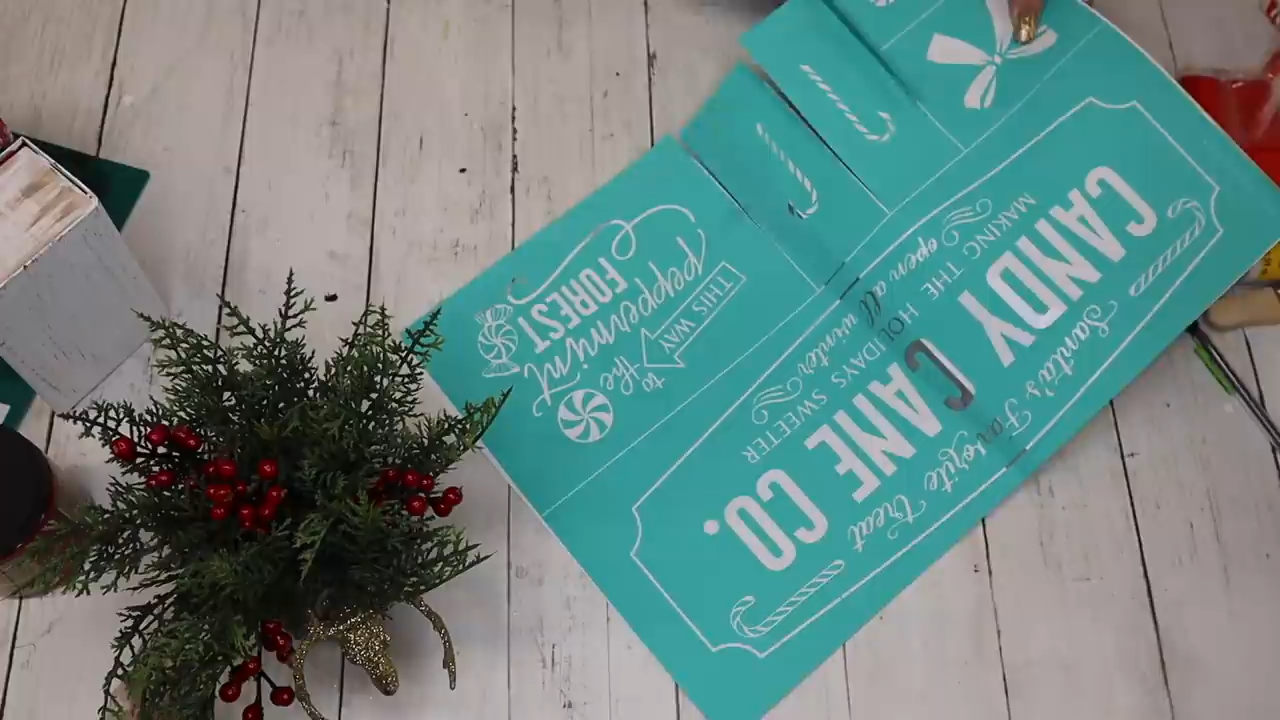 Santa's Favorite Treat
CANDY CANE CO.
MAKING THE HOLIDAYS SWEETER
open all winter
THIS WAY
to the
peppermint
FOREST